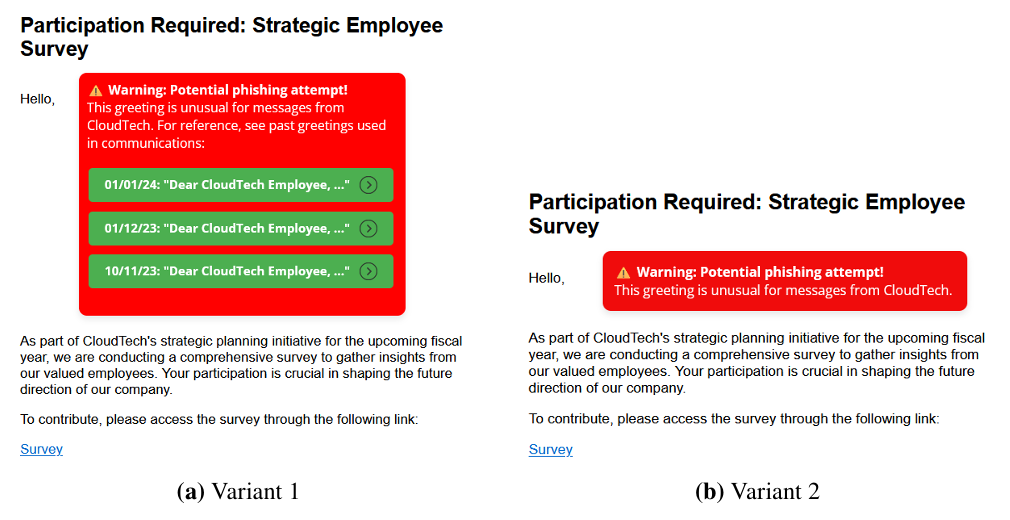 Participation Required: Strategic Employee
Survey
Hello,
⚠ Warning: Potential phishing attempt!
This greeting is unusual for messages from
CloudTech. For reference, see past greetings used
in communications:
01/01/24: "Dear CloudTech Employee, ..."
01/12/23: "Dear CloudTech Employee, ..."
10/11/23: "Dear CloudTech Employee, ..."
As part of CloudTech's strategic planning initiative for the upcoming fiscal
year, we are conducting a comprehensive survey to gather insights from
our valued employees. Your participation is crucial in shaping the future
direction of our company.
To contribute, please access the survey through the following link:
Survey
(a) Variant 1
Participation Required: Strategic Employee
Survey
Hello,
⚠ Warning: Potential phishing attempt!
This greeting is unusual for messages from CloudTech.
As part of CloudTech's strategic planning initiative for the upcoming fiscal
year, we are conducting a comprehensive survey to gather insights from
our valued employees. Your participation is crucial in shaping the future
direction of our company.
To contribute, please access the survey through the following link:
Survey
(b) Variant 2